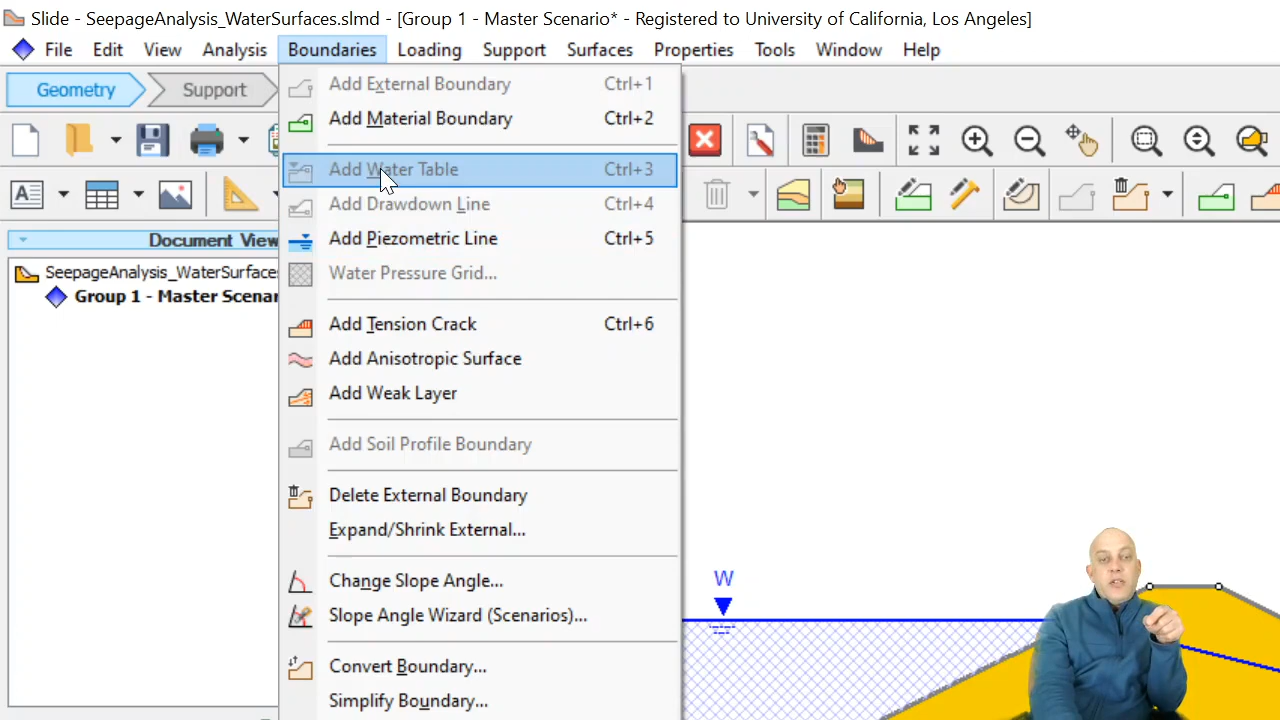 Slide - SeepageAnalysis_WaterSurfaces.slmd - [Group 1 - Master Scenario* - Registered to University of California, Los Angeles]
File Edit View Analysis Boundaries Loading Support Surfaces Properties Tools Window Help
Geometry Support
Add External Boundary Ctrl+1
Add Material Boundary Ctrl+2
Add Water Table Ctrl+3
Add Drawdown Line Ctrl+4
Add Piezometric Line Ctrl+5
Water Pressure Grid...
Add Tension Crack Ctrl+6
Add Anisotropic Surface
Add Weak Layer
Add Soil Profile Boundary
Delete External Boundary
Expand/Shrink External...
Change Slope Angle...
Slope Angle Wizard (Scenarios)...
Convert Boundary...
Simplify Boundary...
A
Document View
SeepageAnalysis_WaterSurfaces
Group 1 - Master Scenar
W